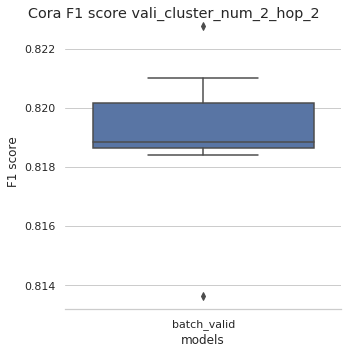 Cora F1 score vali_cluster_num_2_hop_2
0.822
0.820
0.818
0.816
0.814
F1 score
batch_valid
models